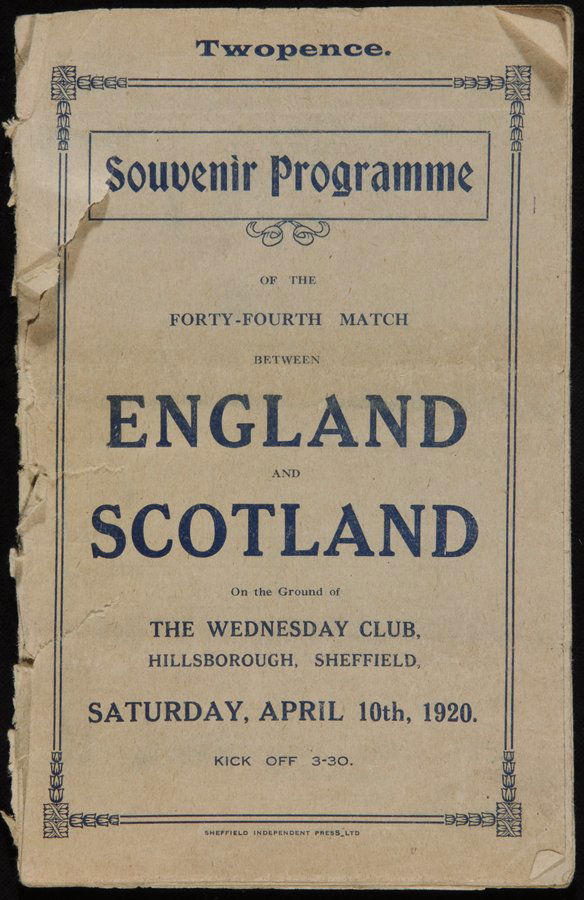 Twopence.
Souvenir Programme
OF THE
FORTY-FOURTH MATCH
BETWEEN
ENGLAND
AND
SCOTLAND
On the Ground of
THE WEDNESDAY CLUB,
HILLSBOROUGH, SHEFFIELD,
SATURDAY, APRIL 10th, 1920.
KICK OFF 3-30.
SHEFFIELD INDEPENDENT PRESS, LTD